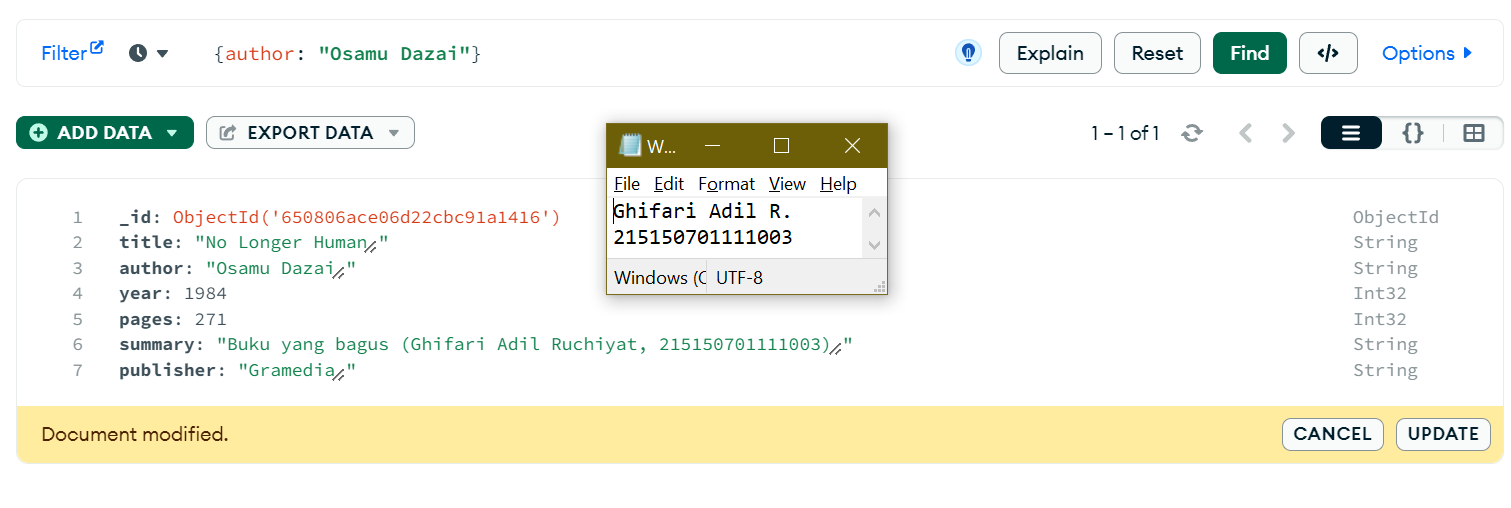 Filter {author: "Osamu Dazai"} Explain Reset Find </> Options
ADD DATA EXPORT DATA 1 – 1 of 1 {}
W...
File Edit Format View Help
Ghifari Adil R.
215150701111003
Windows (C UTF-8
1 _id: ObjectId('650806ace06d22cbc91a1416') ObjectId
2 title: "No Longer Human" String
3 author: "Osamu Dazai" String
4 year: 1984 Int32
5 pages: 271 Int32
6 summary: "Buku yang bagus (Ghifari Adil Ruchiyat, 215150701111003)" String
7 publisher: "Gramedia" String
Document modified. CANCEL UPDATE